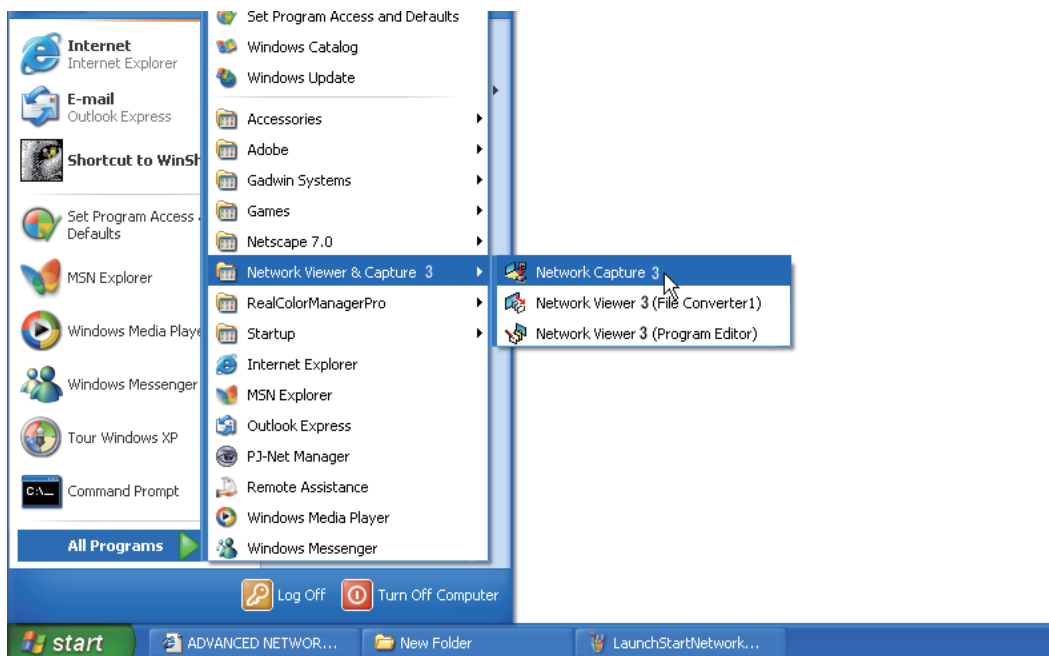 Internet
Internet Explorer
E-mail
Outlook Express
Shortcut to WinSh
Set Program Access
Defaults
MSN Explorer
Windows Media Playe
Windows Messenger
Tour Windows XP
C:\_
Command Prompt
All Programs
Set Program Access and Defaults
Windows Catalog
Windows Update
Accessories
Adobe
Gadwin Systems
Games
Netscape 7.0
Network Viewer & Capture 3
RealColorManagerPro
Startup
Internet Explorer
MSN Explorer
Outlook Express
PJ-Net Manager
Remote Assistance
Windows Media Player
Windows Messenger
Network Capture 3
Network Viewer 3 (File Converter1)
Network Viewer 3 (Program Editor)
Log Off
Turn Off Computer
start
ADVANCED NETWOR...
New Folder
LaunchStartNetwork...